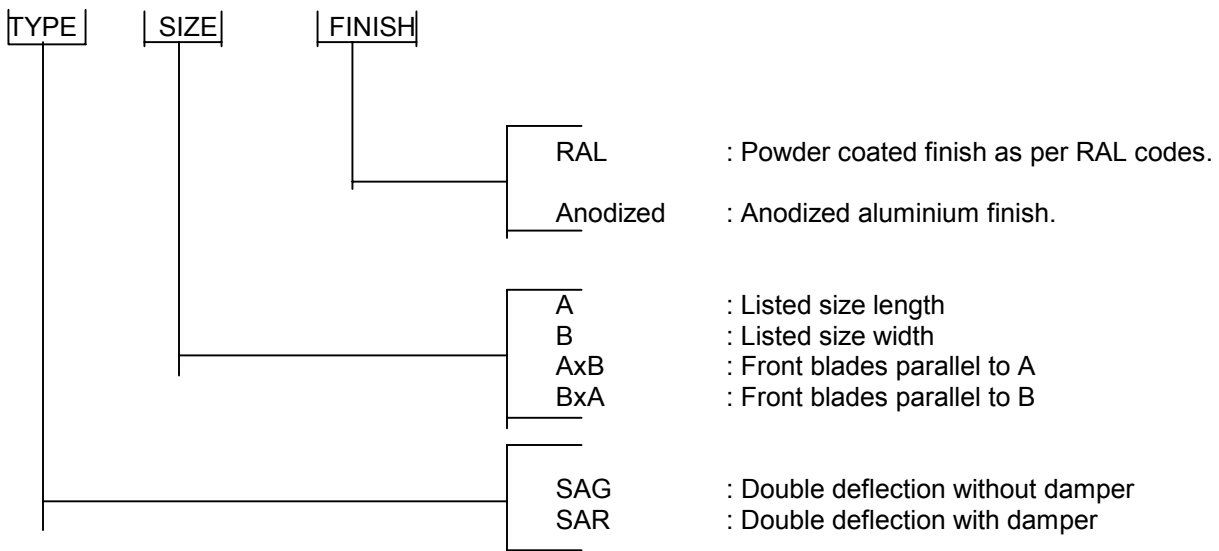 TYPE SIZE FINISH
RAL : Powder coated finish as per RAL codes.
Anodized : Anodized aluminium finish.
A : Listed size length
B : Listed size width
AxB : Front blades parallel to A
BxA : Front blades parallel to B
SAG : Double deflection without damper
SAR : Double deflection with damper